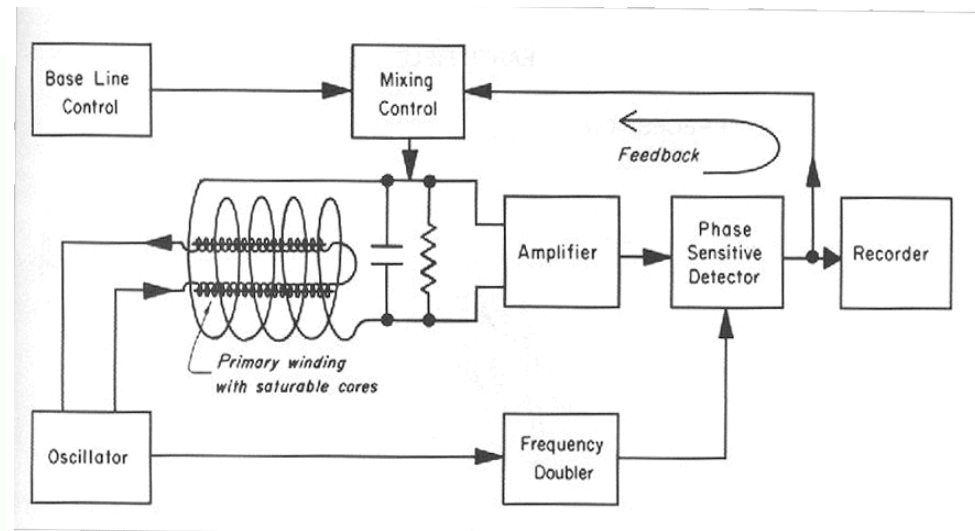 Base Line
Control
Mixing
Control
Feedback
Amplifier
Phase
Sensitive
Detector
Recorder
Primary winding
with saturable cores
Oscillator
Frequency
Doubler